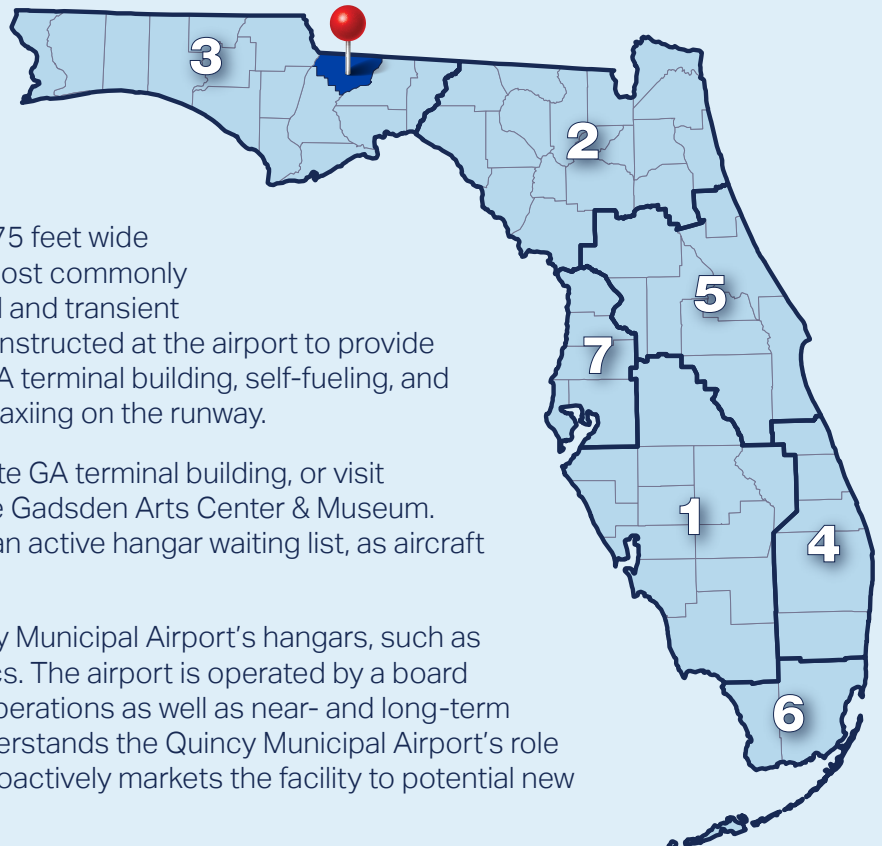 3
2
75 feet wide
ost commonly
l and transient
nstructed at the airport to provide
A terminal building, self-fueling, and
axiing on the runway.
te GA terminal building, or visit
e Gadsden Arts Center & Museum.
an active hangar waiting list, as aircraft
y Municipal Airport's hangars, such as
cs. The airport is operated by a board
perations as well as near- and long-term
erstands the Quincy Municipal Airport's role
oactively markets the facility to potential new
5
7
1
4
6